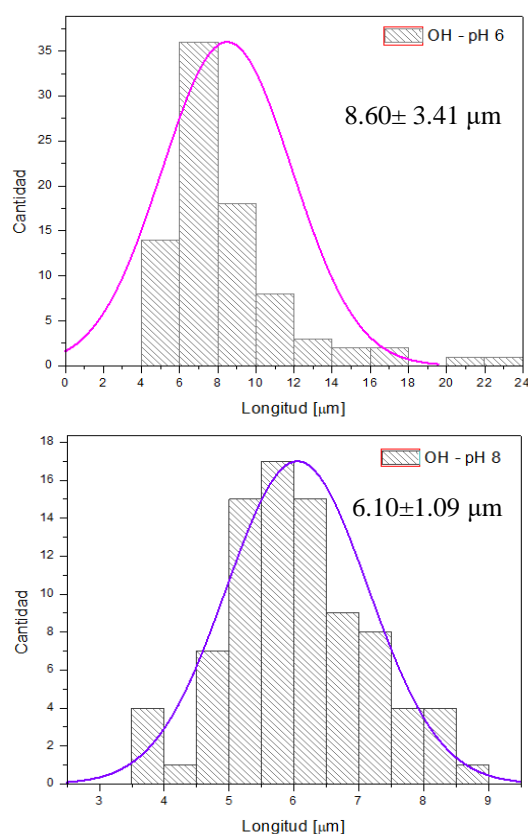 OH - pH 6
8.60± 3.41 µm
Cantidad
35
30
25
20
15
10
5
0
0 2 4 6 8 10 12 14 16 18 20 22 24
Longitud [µm]
OH - pH 8
6.10±1.09 µm
Cantidad
18
16
14
12
10
8
6
4
2
0
3 4 5 6 7 8 9
Longitud [µm]